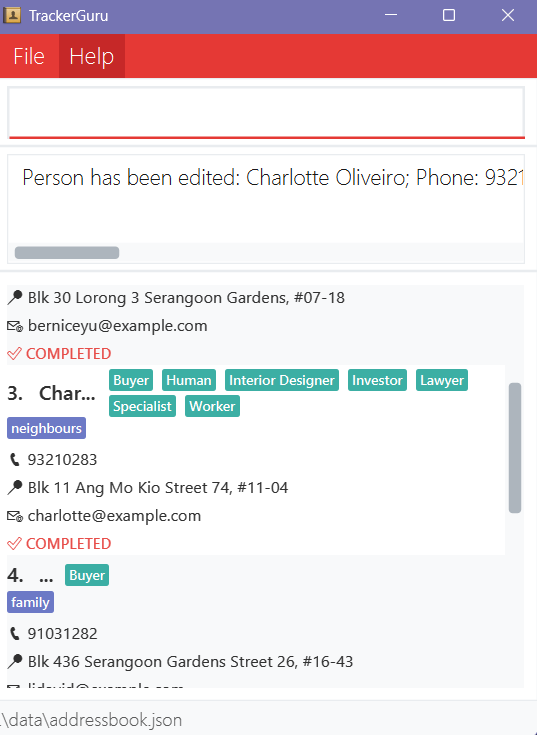 TrackerGuru
File Help
Person has been edited: Charlotte Oliveiro; Phone: 9321
Blk 30 Lorong 3 Serangoon Gardens, #07-18
berniceyu@example.com
COMPLETED
3. Char... Buyer Human Interior Designer Investor Lawyer
Specialist Worker
neighbours
93210283
Blk 11 Ang Mo Kio Street 74, #11-04
charlotte@example.com
COMPLETED
4. ... Buyer
family
91031282
Blk 436 Serangoon Gardens Street 26, #16-43
lidavid@example.com
.\data\addressbook.json